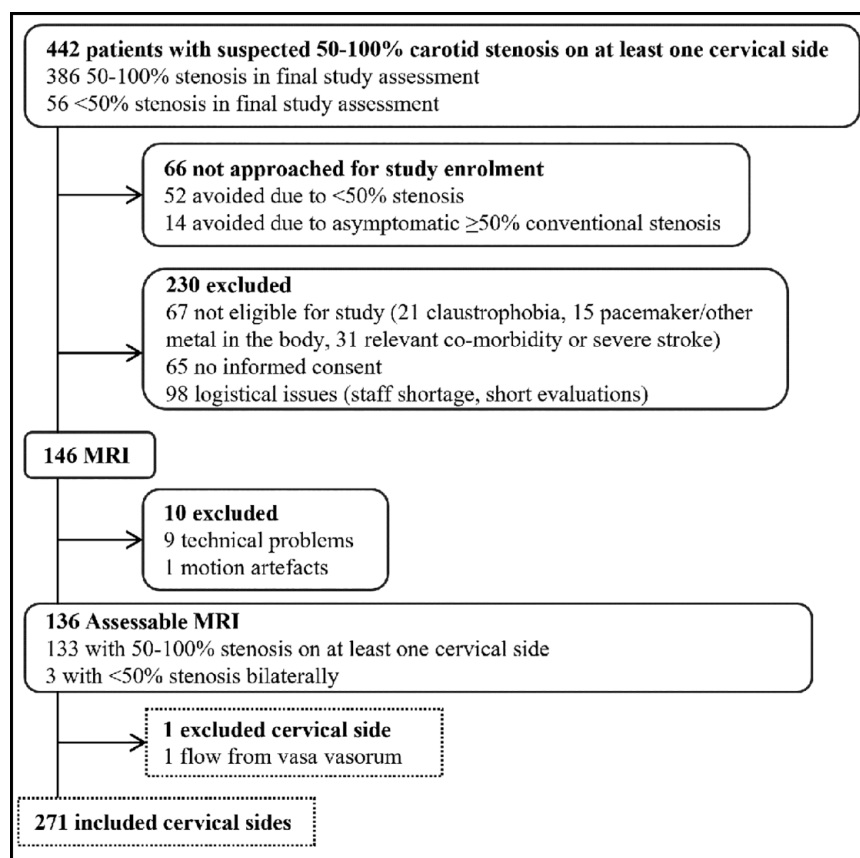 442 patients with suspected 50-100% carotid stenosis on at least one cervical side
386 50-100% stenosis in final study assessment
56 <50% stenosis in final study assessment
66 not approached for study enrolment
52 avoided due to <50% stenosis
14 avoided due to asymptomatic ≥50% conventional stenosis
230 excluded
67 not eligible for study (21 claustrophobia, 15 pacemaker/other
metal in the body, 31 relevant co-morbidity or severe stroke)
65 no informed consent
98 logistical issues (staff shortage, short evaluations)
146 MRI
10 excluded
9 technical problems
1 motion artefacts
136 Assessable MRI
133 with 50-100% stenosis on at least one cervical side
3 with <50% stenosis bilaterally
1 excluded cervical side
1 flow from vasa vasorum
271 included cervical sides